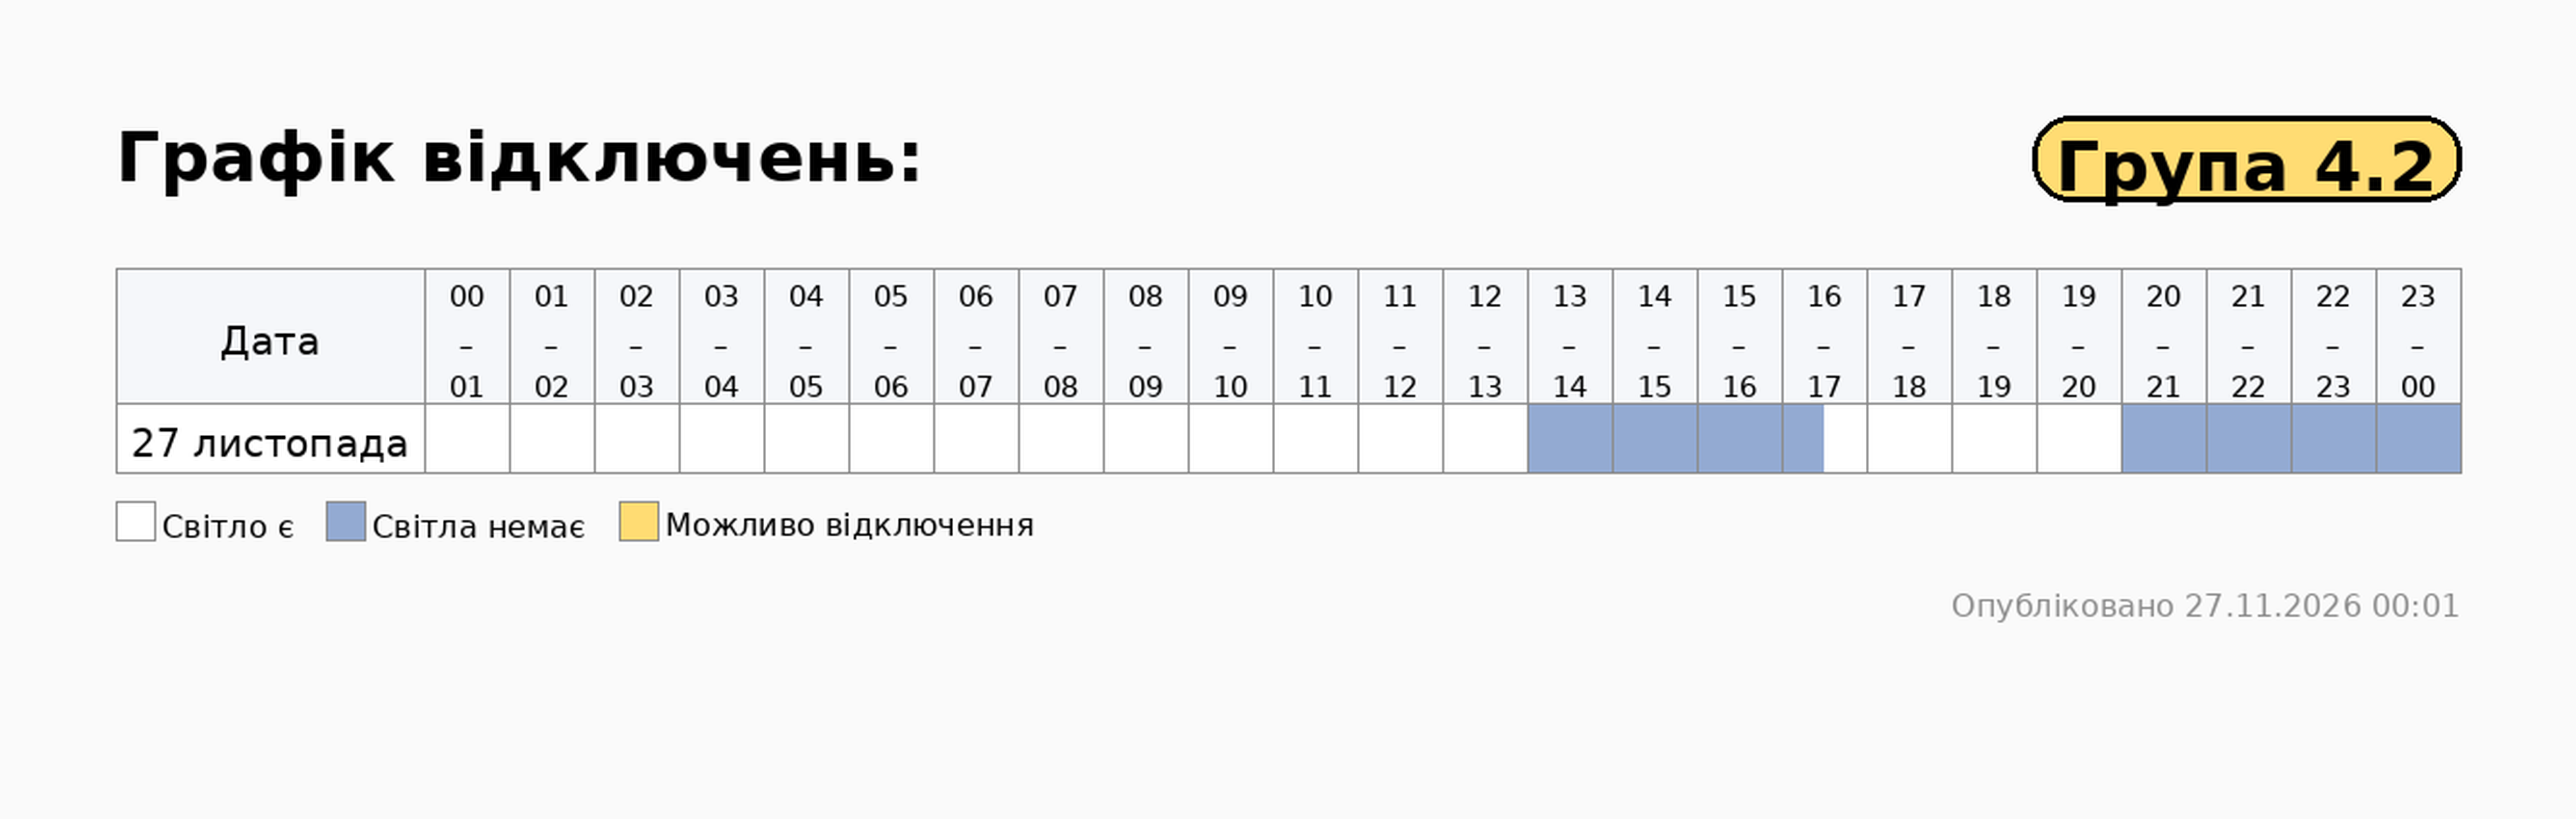 Графік відключень:
Група 4.2
Дата
00 – 01
01 – 02
02 – 03
03 – 04
04 – 05
05 – 06
06 – 07
07 – 08
08 – 09
09 – 10
10 – 11
11 – 12
12 – 13
13 – 14
14 – 15
15 – 16
16 – 17
17 – 18
18 – 19
19 – 20
20 – 21
21 – 22
22 – 23
23 – 00
27 листопада
Світло є
Світла немає
Можливо відключення
Опубліковано 27.11.2026 00:01